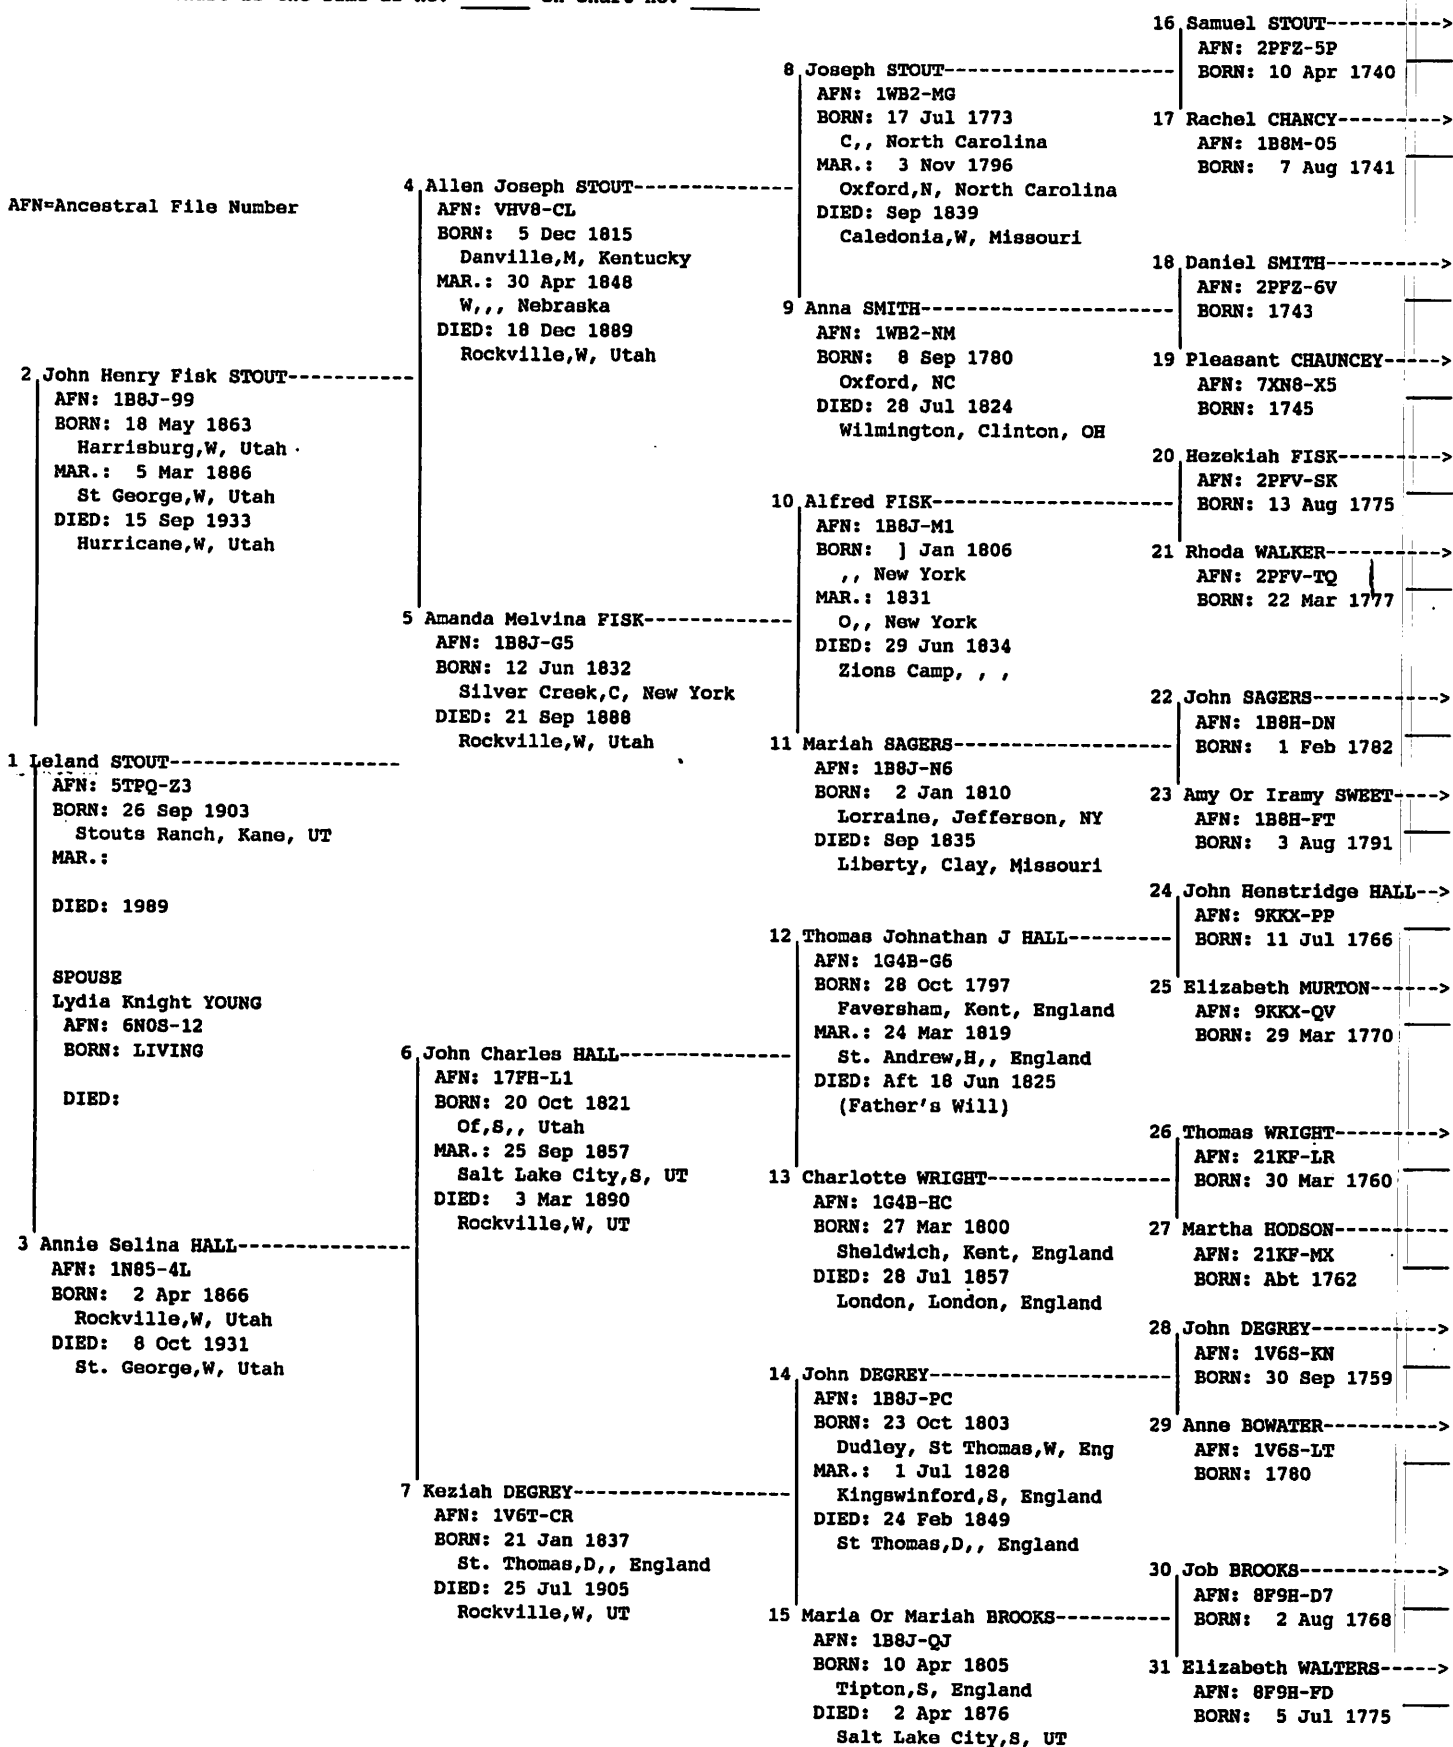 chart is the same as no. ______ on chart no. ______
AFN=Ancestral File Number
2 John Henry Fisk STOUT------------
AFN: 1B8J-99
BORN: 18 May 1863
Harrisburg,W, Utah
MAR.: 5 Mar 1886
St George,W, Utah
DIED: 15 Sep 1933
Hurricane,W, Utah
1 Leland STOUT-------------------
AFN: 5TPQ-Z3
BORN: 26 Sep 1903
Stouts Ranch, Kane, UT
MAR.:
DIED: 1989
SPOUSE
Lydia Knight YOUNG
AFN: 6N0S-12
BORN: LIVING
DIED:
3 Annie Selina HALL---------------
AFN: 1N85-4L
BORN: 2 Apr 1866
Rockville,W, Utah
DIED: 8 Oct 1931
St. George,W, Utah
4 Allen Joseph STOUT--------------
AFN: VHV8-CL
BORN: 5 Dec 1815
Danville,M, Kentucky
MAR.: 30 Apr 1848
W,,, Nebraska
DIED: 18 Dec 1889
Rockville,W, Utah
5 Amanda Melvina FISK-------------
AFN: 1B8J-G5
BORN: 12 Jun 1832
Silver Creek,C, New York
DIED: 21 Sep 1888
Rockville,W, Utah
6 John Charles HALL---------------
AFN: 17FH-L1
BORN: 20 Oct 1821
Of,S,, Utah
MAR.: 25 Sep 1857
Salt Lake City,S, UT
DIED: 3 Mar 1890
Rockville,W, UT
7 Keziah DEGREY-------------------
AFN: 1V6T-CR
BORN: 21 Jan 1837
St. Thomas,D,, England
DIED: 25 Jul 1905
Rockville,W, UT
8 Joseph STOUT--------------------
AFN: 1WB2-MG
BORN: 17 Jul 1773
C,, North Carolina
MAR.: 3 Nov 1796
Oxford,N, North Carolina
DIED: Sep 1839
Caledonia,W, Missouri
9 Anna SMITH----------------------
AFN: 1WB2-NM
BORN: 8 Sep 1780
Oxford, NC
DIED: 28 Jul 1824
Wilmington, Clinton, OH
10 Alfred FISK---------------------
AFN: 1B8J-M1
BORN: ] Jan 1806
,, New York
MAR.: 1831
O,, New York
DIED: 29 Jun 1834
Zions Camp, , ,
11 Mariah SAGERS-------------------
AFN: 1B8J-N6
BORN: 2 Jan 1810
Lorraine, Jefferson, NY
DIED: Sep 1835
Liberty, Clay, Missouri
12 Thomas Johnathan J HALL---------
AFN: 1G4B-G6
BORN: 28 Oct 1797
Faversham, Kent, England
MAR.: 24 Mar 1819
St. Andrew,H,, England
DIED: Aft 18 Jun 1825
(Father's Will)
13 Charlotte WRIGHT----------------
AFN: 1G4B-HC
BORN: 27 Mar 1800
Sheldwich, Kent, England
DIED: 28 Jul 1857
London, London, England
14 John DEGREY---------------------
AFN: 1B8J-PC
BORN: 23 Oct 1803
Dudley, St Thomas,W, Eng
MAR.: 1 Jul 1828
Kingswinford,S, England
DIED: 24 Feb 1849
St Thomas,D,, England
15 Maria Or Mariah BROOKS----------
AFN: 1B8J-QJ
BORN: 10 Apr 1805
Tipton,S, England
DIED: 2 Apr 1876
Salt Lake City,S, UT
16 Samuel STOUT----------->
AFN: 2PFZ-5P
BORN: 10 Apr 1740
17 Rachel CHANCY---------->
AFN: 1B8M-05
BORN: 7 Aug 1741
18 Daniel SMITH----------->
AFN: 2PFZ-6V
BORN: 1743
19 Pleasant CHAUNCEY------>
AFN: 7XN8-X5
BORN: 1745
20 Hezekiah FISK---------->
AFN: 2PFV-SK
BORN: 13 Aug 1775
21 Rhoda WALKER----------->
AFN: 2PFV-TQ
BORN: 22 Mar 1777
22 John SAGERS------------>
AFN: 1B8H-DN
BORN: 1 Feb 1782
23 Amy Or Iramy SWEET----->
AFN: 1B8H-FT
BORN: 3 Aug 1791
24 John Henstridge HALL-->
AFN: 9KKX-PP
BORN: 11 Jul 1766
25 Elizabeth MURTON------->
AFN: 9KKX-QV
BORN: 29 Mar 1770
26 Thomas WRIGHT---------->
AFN: 21KF-LR
BORN: 30 Mar 1760
27 Martha HODSON----------
AFN: 21KF-MX
BORN: Abt 1762
28 John DEGREY------------>
AFN: 1V6S-KN
BORN: 30 Sep 1759
29 Anne BOWATER----------->
AFN: 1V6S-LT
BORN: 1780
30 Job BROOKS------------->
AFN: 8F9H-D7
BORN: 2 Aug 1768
31 Elizabeth WALTERS------>
AFN: 8F9H-FD
BORN: 5 Jul 1775